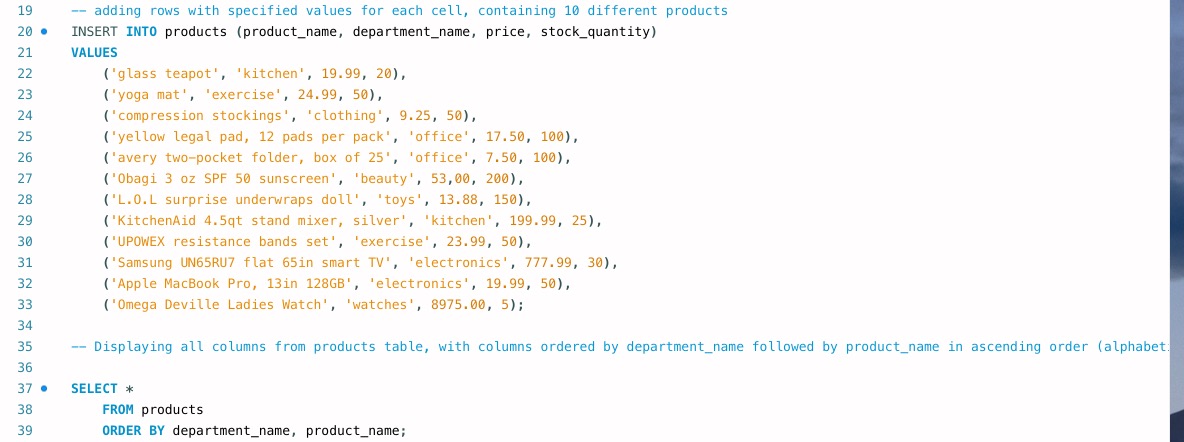 19 -- adding rows with specified values for each cell, containing 10 different products
20 INSERT INTO products (product_name, department_name, price, stock_quantity)
21 VALUES
22 ('glass teapot', 'kitchen', 19.99, 20),
23 ('yoga mat', 'exercise', 24.99, 50),
24 ('compression stockings', 'clothing', 9.25, 50),
25 ('yellow legal pad, 12 pads per pack', 'office', 17.50, 100),
26 ('avery two-pocket folder, box of 25', 'office', 7.50, 100),
27 ('Obagi 3 oz SPF 50 sunscreen', 'beauty', 53,00, 200),
28 ('L.O.L surprise underwraps doll', 'toys', 13.88, 150),
29 ('KitchenAid 4.5qt stand mixer, silver', 'kitchen', 199.99, 25),
30 ('UPOWEX resistance bands set', 'exercise', 23.99, 50),
31 ('Samsung UN65RU7 flat 65in smart TV', 'electronics', 777.99, 30),
32 ('Apple MacBook Pro, 13in 128GB', 'electronics', 19.99, 50),
33 ('Omega Deville Ladies Watch', 'watches', 8975.00, 5);
34
35 -- Displaying all columns from products table, with columns ordered by department_name followed by product_name in ascending order (alphabet
36
37 SELECT *
38 FROM products
39 ORDER BY department_name, product_name;